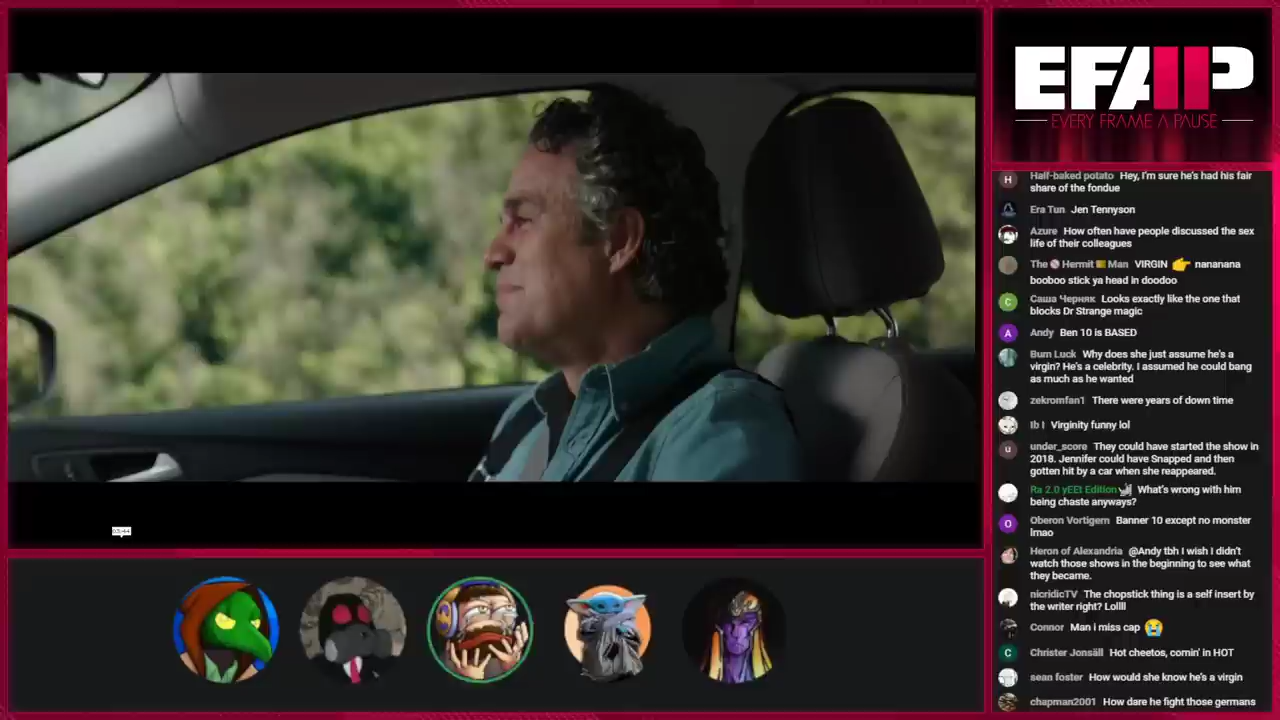 EFAP
EVERY FRAME A PAUSE
Half-baked potato Hey, I'm sure he's had his fair
share of the fondue
Era Tun Jen Tennyson
Azure How often have people discussed the sex
life of their colleagues
The Hermit Man VIRGIN 👉 nananana
booboo stick ya head in doodoo
Саша Черняк Looks exactly like the one that
blocks Dr Strange magic
Andy Ben 10 is BASED
Bum Luck Why does she just assume he's a
virgin? He's a celebrity. I assumed he could bang
as much as he wanted
zekromfan1 There were years of down time
Ib I Virginity funny lol
under_score They could have started the show in
2018. Jennifer could have Snapped and then
gotten hit by a car when she reappeared.
Ra 2.0 yEEt Edition What's wrong with him
being chaste anyways?
Oberon Vortigern Banner 10 except no monster
lmao
Heron of Alexandria @Andy tbh I wish I didn't
watch those shows in the beginning to see what
they became.
nicridicTV The chopstick thing is a self insert by
the writer right? Lollll
Connor Man i miss cap 😭
Christer Jonsäll Hot cheetos, comin' in HOT
sean foster How would she know he's a virgin
chapman2001 How dare he fight those germans